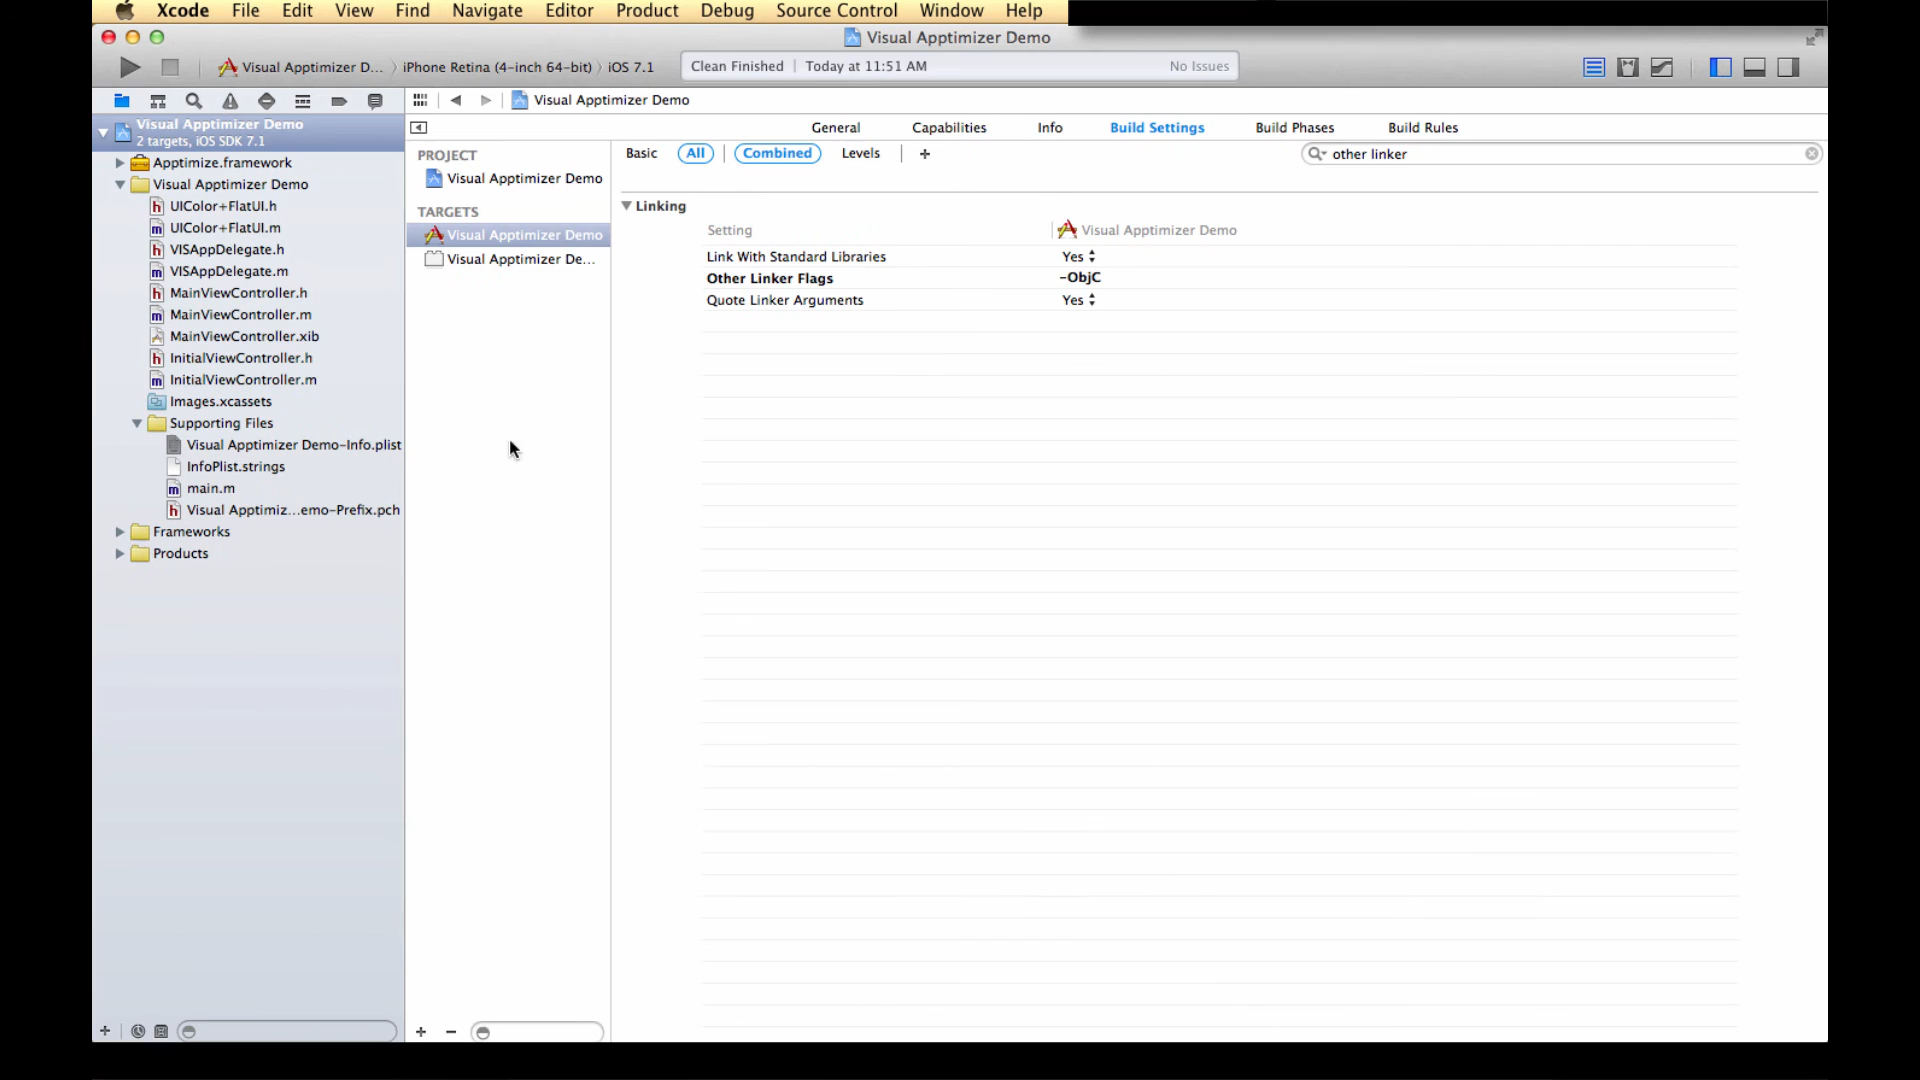 Xcode File Edit View Find Navigate Editor Product Debug Source Control Window Help
Visual Apptimizer Demo
Visual Apptimizer D... iPhone Retina (4-inch 64-bit) iOS 7.1
Clean Finished Today at 11:51 AM No Issues
Visual Apptimizer Demo
Visual Apptimizer Demo
2 targets, iOS SDK 7.1
Apptimize.framework
Visual Apptimizer Demo
UIColor+FlatUI.h
UIColor+FlatUI.m
VISAppDelegate.h
VISAppDelegate.m
MainViewController.h
MainViewController.m
MainViewController.xib
InitialViewController.h
InitialViewController.m
Images.xcassets
Supporting Files
Visual Apptimizer Demo-Info.plist
InfoPlist.strings
main.m
Visual Apptimiz...emo-Prefix.pch
Frameworks
Products
PROJECT
Visual Apptimizer Demo
TARGETS
Visual Apptimizer Demo
Visual Apptimizer De...
General Capabilities Info Build Settings Build Phases Build Rules
Basic All Combined Levels + other linker
Linking
Setting Visual Apptimizer Demo
Link With Standard Libraries Yes
Other Linker Flags -ObjC
Quote Linker Arguments Yes